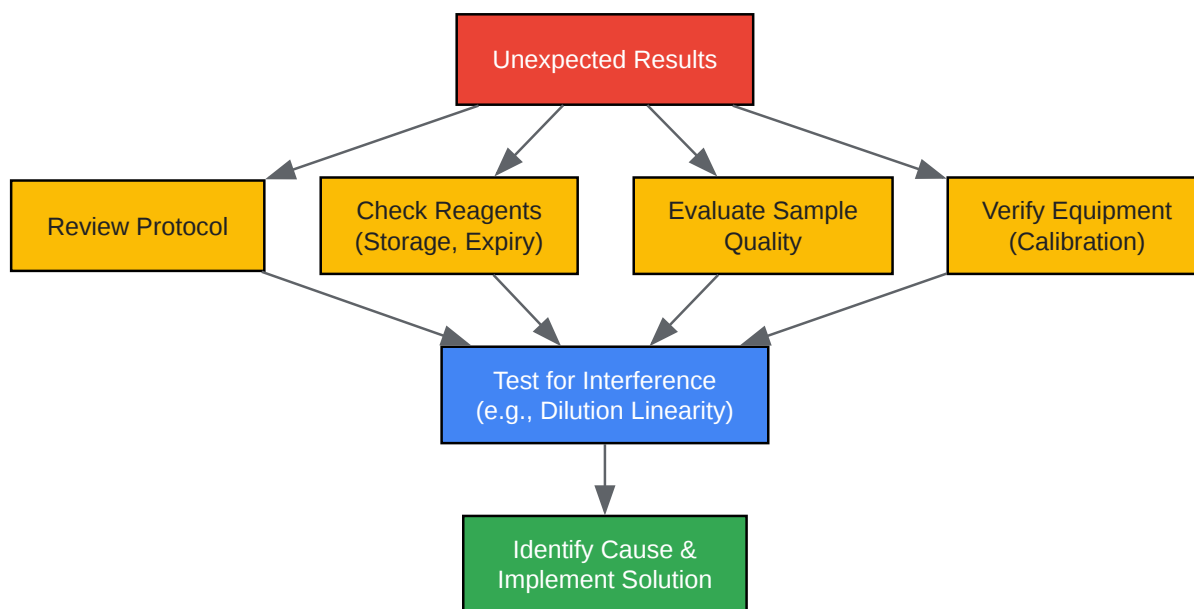 Unexpected Results
Review Protocol
Check Reagents
(Storage, Expiry)
Evaluate Sample
Quality
Verify Equipment
(Calibration)
Test for Interference
(e.g., Dilution Linearity)
Identify Cause &
Implement Solution